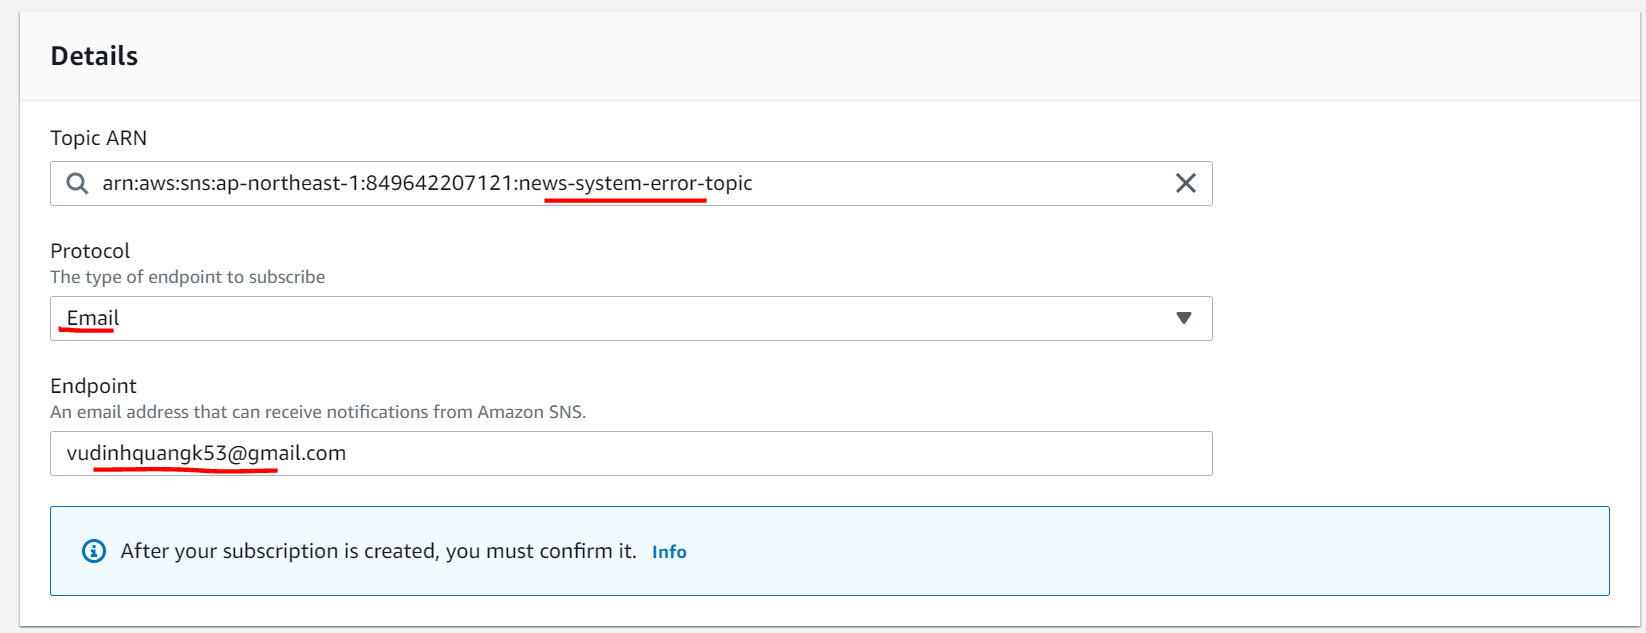 Details
Topic ARN
arn:aws:sns:ap-northeast-1:849642207121:news-system-error-topic
Protocol
The type of endpoint to subscribe
Email
Endpoint
An email address that can receive notifications from Amazon SNS.
vudinhquangk53@gmail.com
After your subscription is created, you must confirm it. Info